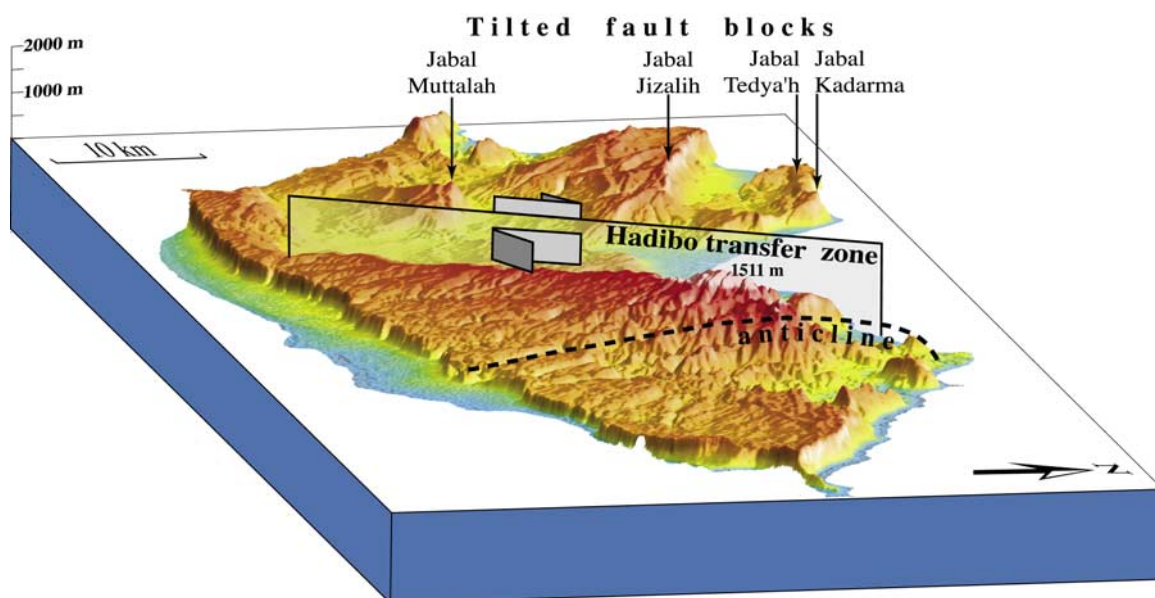 Tilted fault blocks
2000 m
1000 m
Jabal
Muttalah
Jabal
Jizalih
Jabal
Tedya'h
Jabal
Kadarma
10 km
Hadibo transfer zone
1511 m
anticline
N